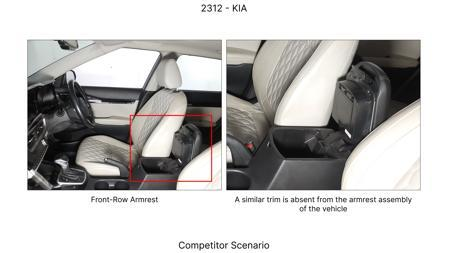 2312 - KIA
Front-Row Armrest
A similar trim is absent from the armrest assembly
of the vehicle
Competitor Scenario